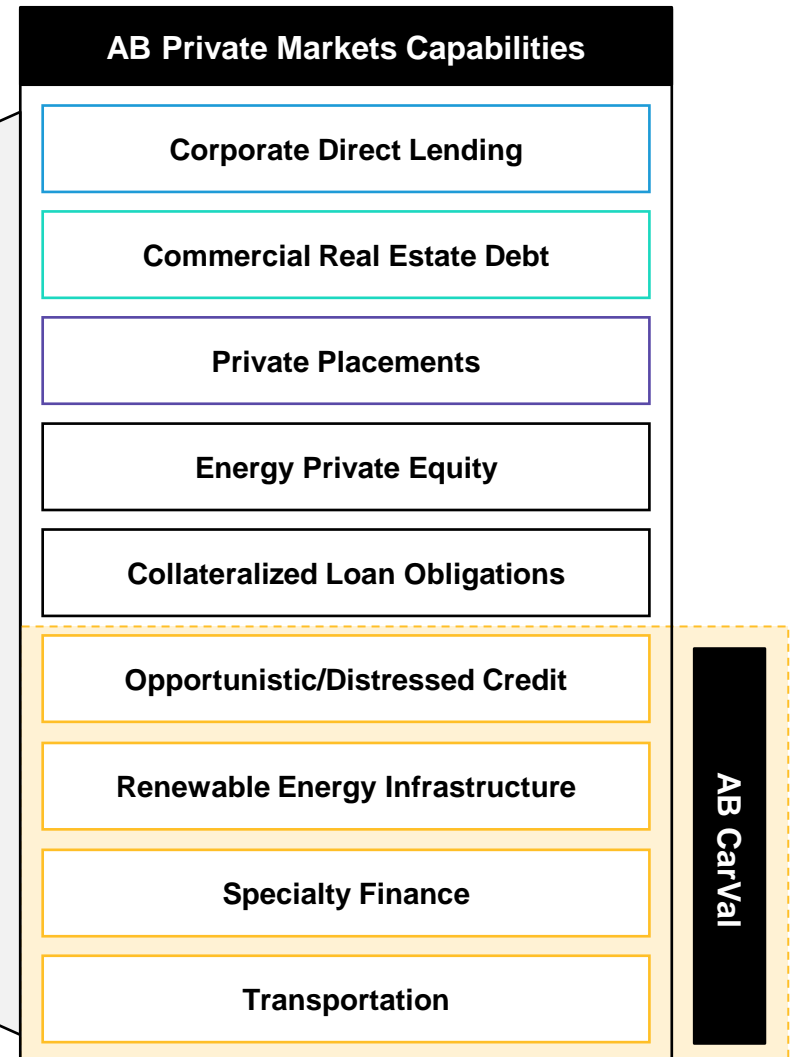 AB Private Markets Capabilities
Corporate Direct Lending
Commercial Real Estate Debt
Private Placements
Energy Private Equity
Collateralized Loan Obligations
Opportunistic/Distressed Credit
Renewable Energy Infrastructure
Specialty Finance
Transportation
AB CarVal